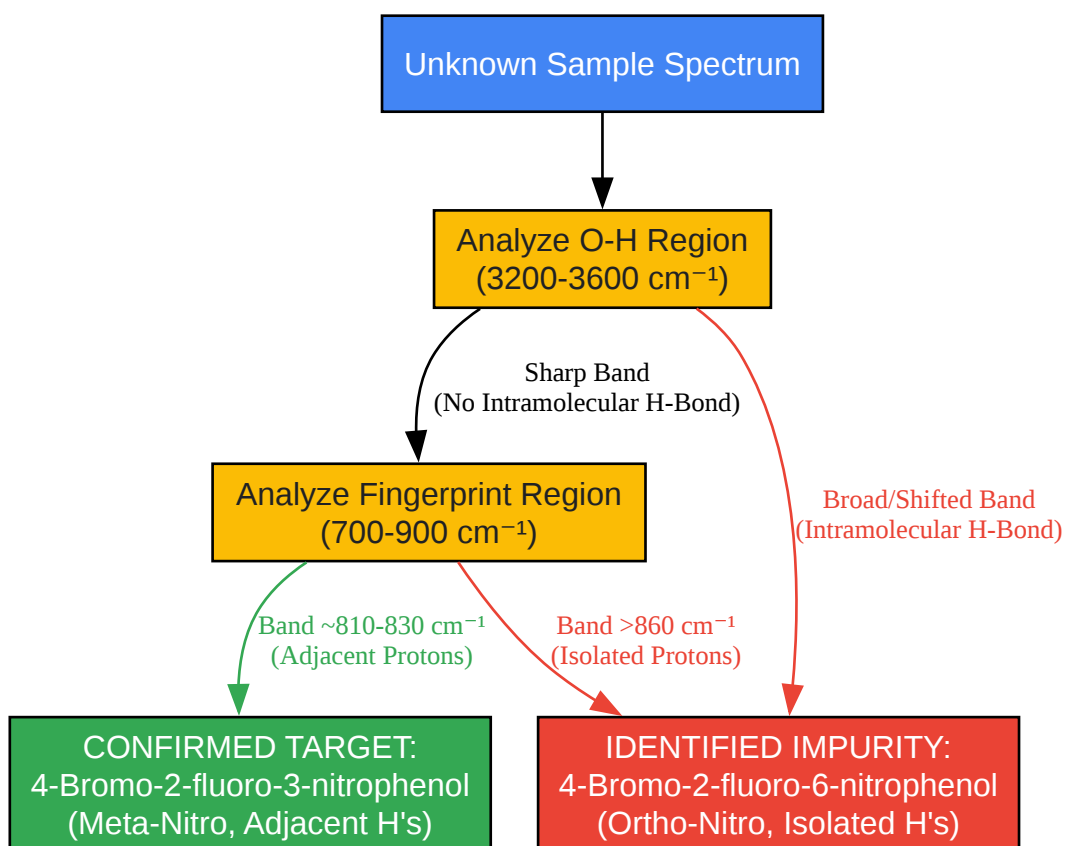 Unknown Sample Spectrum
Analyze O-H Region
(3200-3600 cm⁻¹)
Sharp Band
(No Intramolecular H-Bond)
Analyze Fingerprint Region
(700-900 cm⁻¹)
Broad/Shifted Band
(Intramolecular H-Bond)
Band ~810-830 cm⁻¹
(Adjacent Protons)
Band >860 cm⁻¹
(Isolated Protons)
CONFIRMED TARGET:
4-Bromo-2-fluoro-3-nitrophenol
(Meta-Nitro, Adjacent H's)
IDENTIFIED IMPURITY:
4-Bromo-2-fluoro-6-nitrophenol
(Ortho-Nitro, Isolated H's)